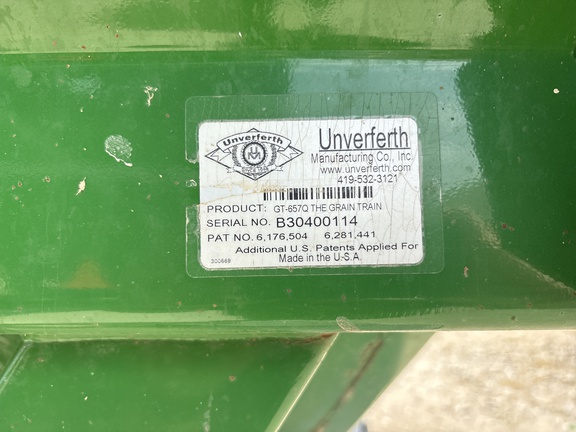 Unverferth
Unverferth
Manufacturing Co., Inc.
www.unverferth.com
419-532-3121
PRODUCT: GT-657Q THE GRAIN TRAIN
SERIAL NO. B30400114
PAT NO. 6,176,504 6,281,441
Additional U.S. Patents Applied For
Made in the U-S.A.